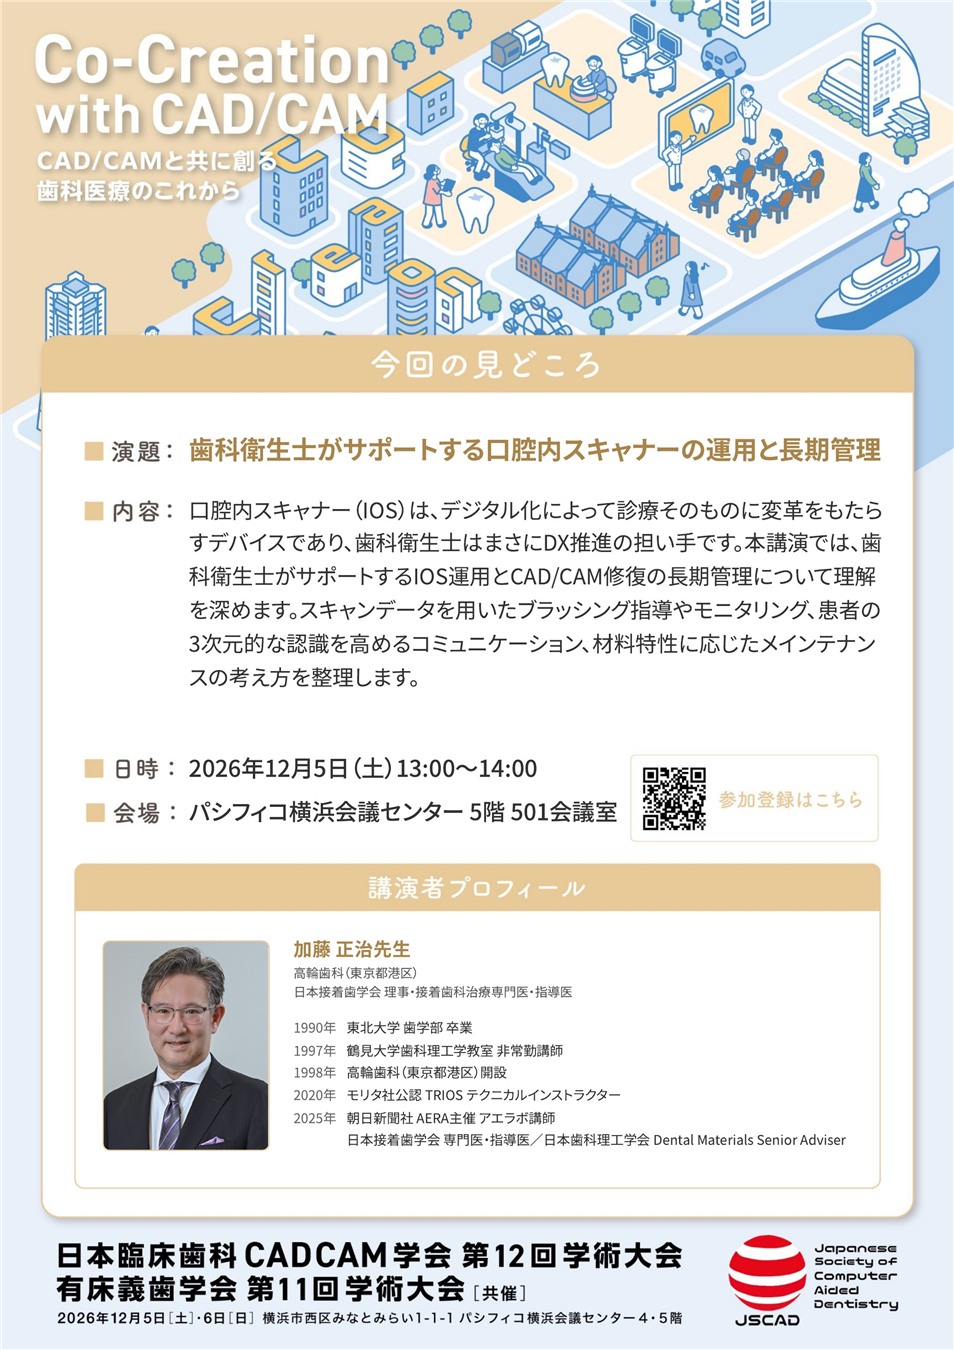 Co-Creation
with CAD/CAM
CAD/CAMと共に創る
歯科医療のこれから
今回の見どころ
演題： 歯科衛生士がサポートする口腔内スキャナーの運用と長期管理
内容： 口腔内スキャナー（IOS）は、デジタル化によって診療そのものに変革をもたら
すデバイスであり、歯科衛生士はまさにDX推進の担い手です。本講演では、歯
科衛生士がサポートするIOS運用とCAD/CAM修復の長期管理について理解
を深めます。スキャンデータを用いたブラッシング指導やモニタリング、患者の
3次元的な認識を高めるコミュニケーション、材料特性に応じたメインテナン
スの考え方を整理します。
日時： 2026年12月5日（土）13:00〜14:00
会場： パシフィコ横浜会議センター 5階 501会議室
参加登録はこちら
講演者プロフィール
加藤 正治先生
高輪歯科（東京都港区）
日本接着歯学会 理事・接着歯科治療専門医・指導医
1990年 東北大学 歯学部 卒業
1997年 鶴見大学歯科理工学教室 非常勤講師
1998年 高輪歯科（東京都港区）開設
2020年 モリタ社公認 TRIOS テクニカルインストラクター
2025年 朝日新聞社 AERA主催 アエラボ講師
日本接着歯学会 専門医・指導医／日本歯科理工学会 Dental Materials Senior Adviser
日本臨床歯科CADCAM学会 第12回学術大会
有床義歯学会 第11回学術大会［共催］
2026年12月5日［土］・6日［日］ 横浜市西区みなとみらい1-1-1 パシフィコ横浜会議センター4・5階
JSCAD
Japanese
Society of
Computer
Aided
Dentistry